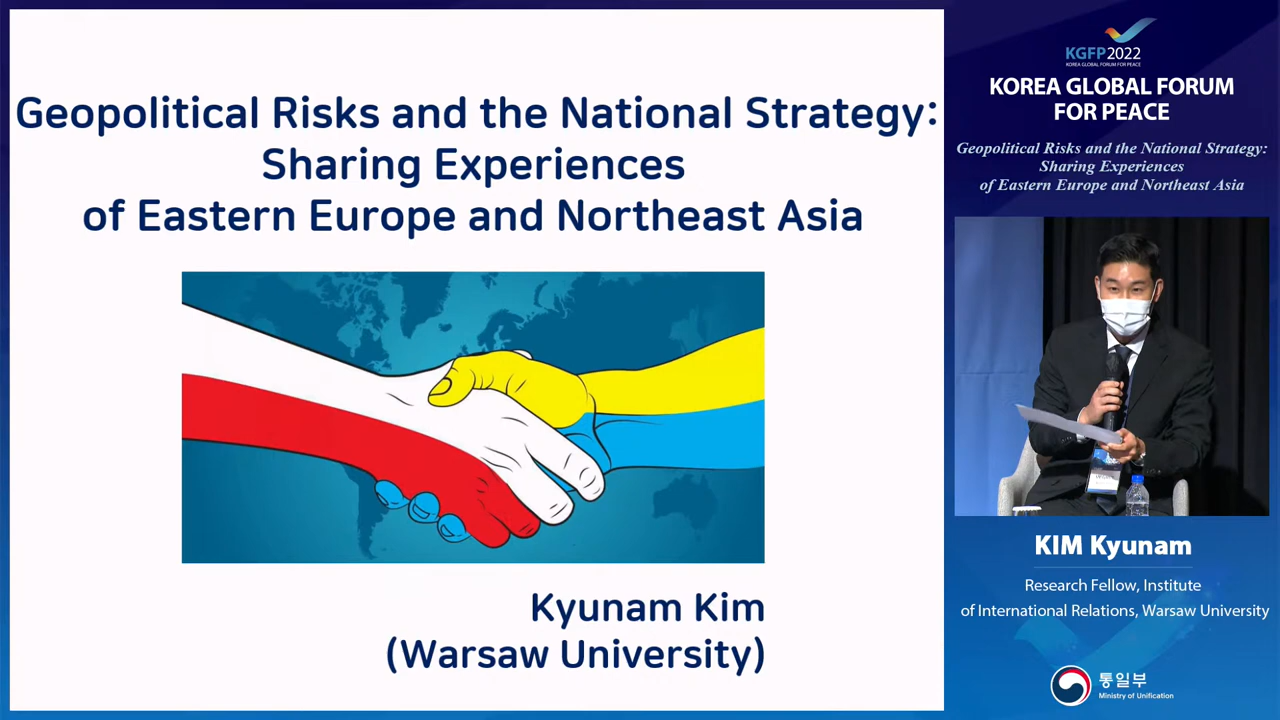 Geopolitical Risks and the National Strategy:
Sharing Experiences
of Eastern Europe and Northeast Asia
Kyunam Kim
(Warsaw University)
KGFP2022
KOREA GLOBAL FORUM FOR PEACE
KOREA GLOBAL FORUM
FOR PEACE
Geopolitical Risks and the National Strategy:
Sharing Experiences
of Eastern Europe and Northeast Asia
KIM Kyunam
Research Fellow, Institute
of International Relations, Warsaw University
통일부
Ministry of Unification